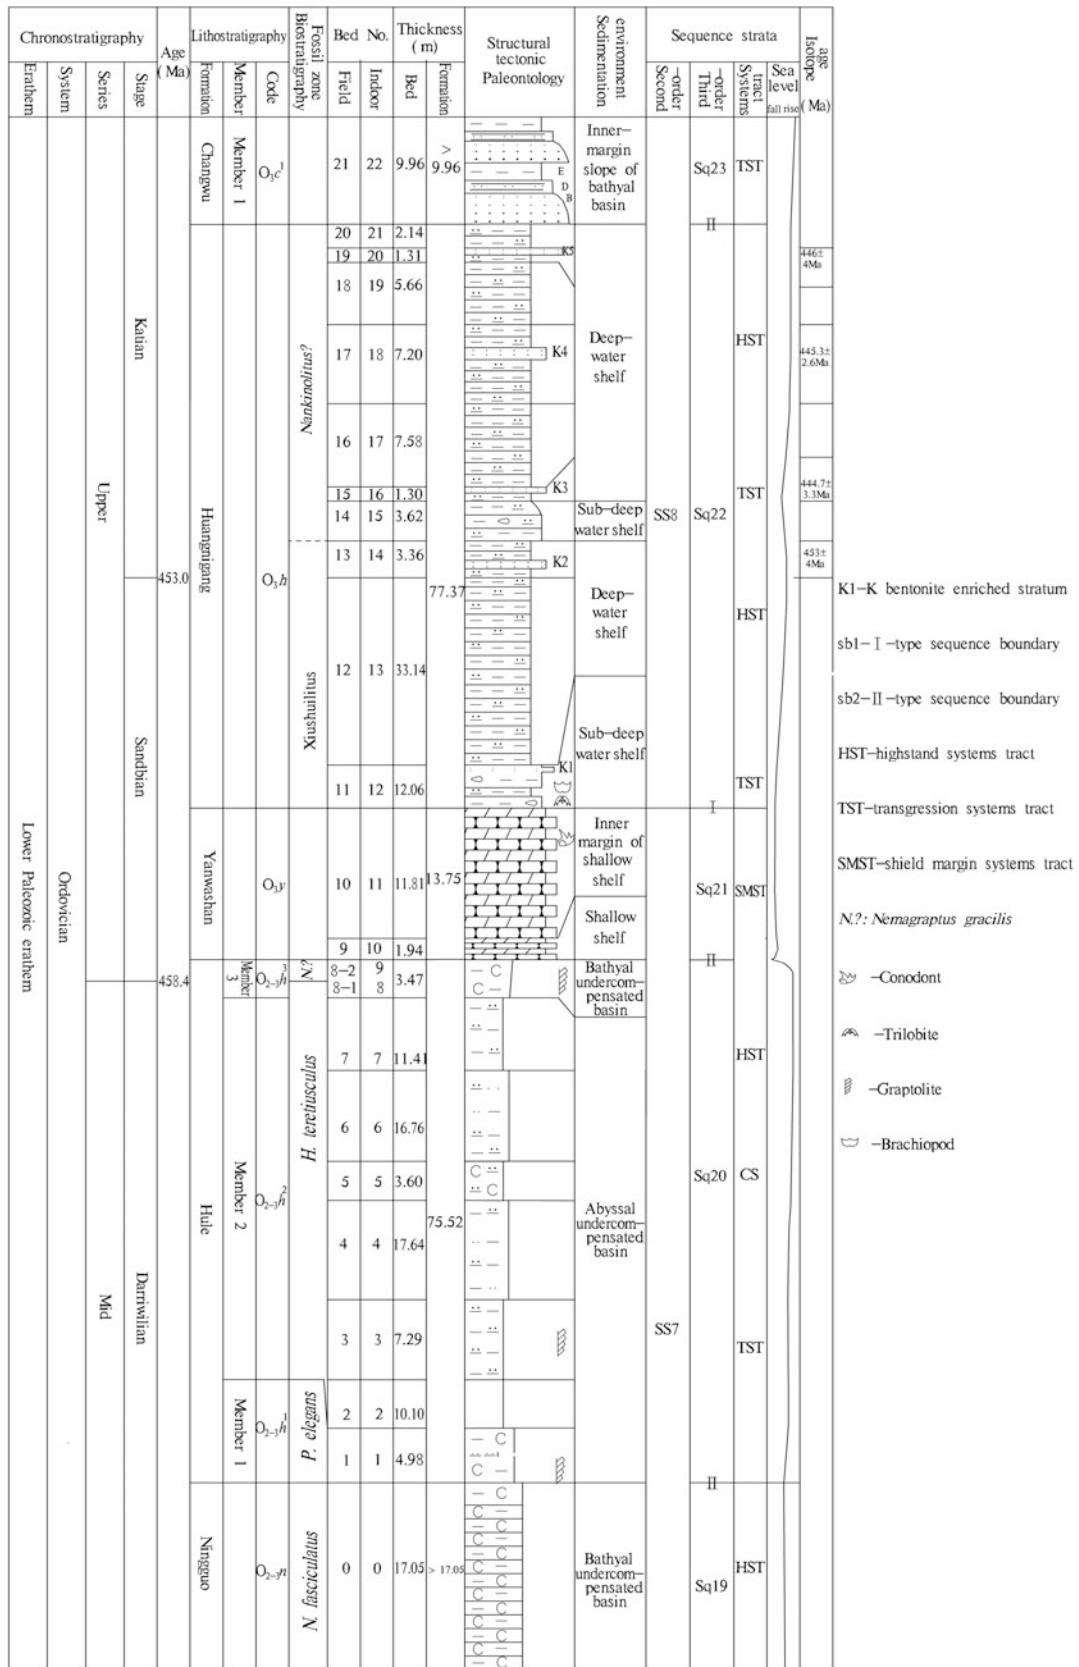 Chronostratigraphy
Age
( Ma)
Lithostratigraphy
Fossil zone
Biostratigraphy
Bed No.
Thickness
( m)
Structural
tectonic
Paleontology
environment
Sedimentation
Sequence strata
age
Isotope
(Ma)
Erathem
System
Series
Stage
Formation
Member
Code
Field
Indoor
Bed
Formation
Second
-order
Third
-order
Systems
tract
Sea
level
fall rise
Changwu
Member 1
O₃c¹
21 22 9.96
>
9.96
E
D
B
Inner-
margin
slope of
bathyal
basin
Sq23 TST
II
20 21 2.14
19 20 1.31
K5
446±
4Ma
18 19 5.66
Katian
Nankinolitus?
17 18 7.20
K4
Deep-
water
shelf
HST
445.3±
2.6Ma
16 17 7.58
Upper
15 16 1.30
K3
TST
444.7±
3.3Ma
Huangnigang
14 15 3.62
Sub-deep
water shelf
SS8 Sq22
13 14 3.36
K2
453±
4Ma
453.0
O₃h
77.37
Deep-
water
shelf
HST
12 13 33.14
Xiushuilitus
Sandbian
Sub-deep
water shelf
K1
11 12 12.06
TST
I
Lower Paleozoic erathem
Ordovician
Yanwashan
O₃y
10 11 11.81
13.75
Inner
margin of
shallow
shelf
Sq21 SMST
Shallow
shelf
9 10 1.94
II
458.4
Member
3
O₂₋₃h³
N.?
8-2 9
8-1 8
3.47
C
C
Bathyal
undercom-
pensated
basin
7 7 11.41
HST
H. teretiusculus
6 6 16.76
Hule
Member 2
O₂₋₃h²
5 5 3.60
C
C
Sq20 CS
75.52
4 4 17.64
Abyssal
undercom-
pensated
basin
Mid
Darriwilian
3 3 7.29
SS7
TST
Member 1
O₂₋₃h¹
P. elegans
2 2 10.10
1 1 4.98
C
C
II
Ningguo
O₂₋₃n
N. fasciculatus
0 0 17.05 > 17.05
C
C
C
C
C
C
C
C
C
C
C
C
C
Bathyal
undercom-
pensated
basin
Sq19
HST
K1-K bentonite enriched stratum
sb1-I-type sequence boundary
sb2-II-type sequence boundary
HST-highstand systems tract
TST-transgression systems tract
SMST-shield margin systems tract
N.?: Nemagraptus gracilis
-Conodont
-Trilobite
-Graptolite
-Brachiopod